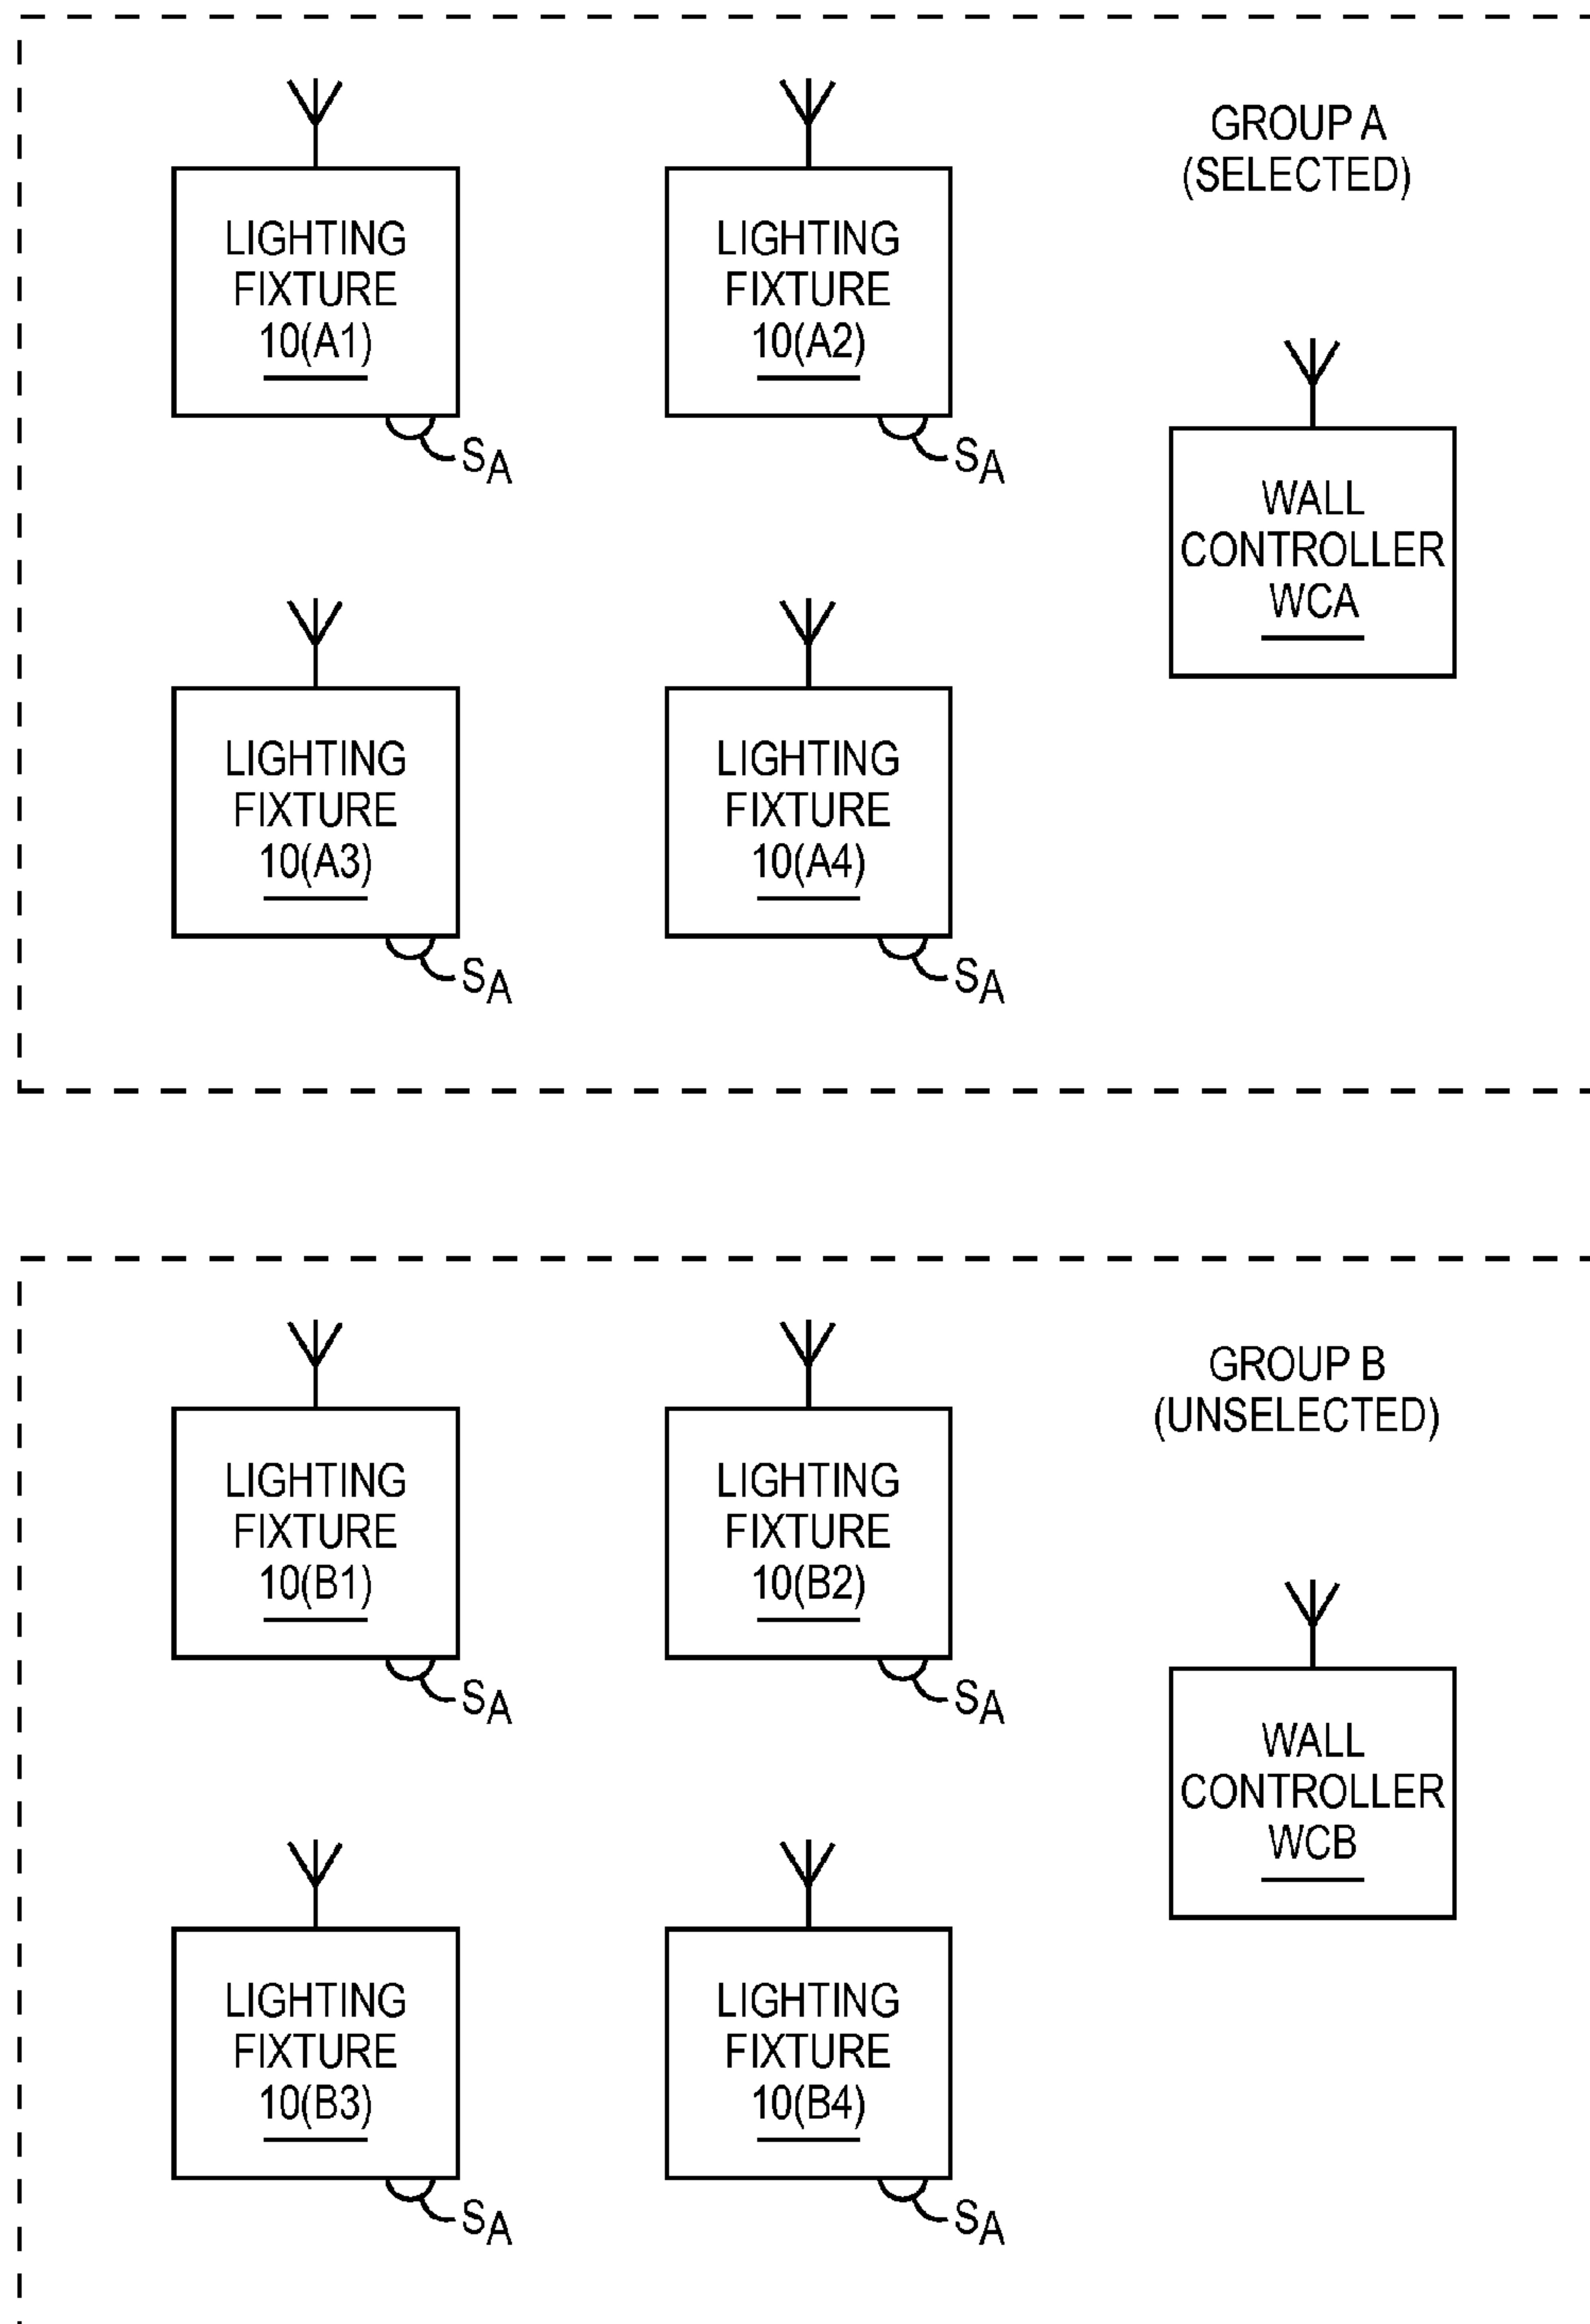 GROUP A
(SELECTED)
LIGHTING
FIXTURE
10(A1)
SA
LIGHTING
FIXTURE
10(A2)
SA
WALL
CONTROLLER
WCA
LIGHTING
FIXTURE
10(A3)
SA
LIGHTING
FIXTURE
10(A4)
SA
GROUP B
(UNSELECTED)
LIGHTING
FIXTURE
10(B1)
SA
LIGHTING
FIXTURE
10(B2)
SA
WALL
CONTROLLER
WCB
LIGHTING
FIXTURE
10(B3)
SA
LIGHTING
FIXTURE
10(B4)
SA